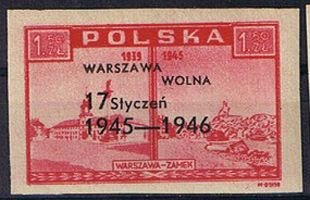 1.50 ZŁ POLSKA 1.50 ZŁ
1939 1945
WARSZAWA
WOLNA
17 Styczeń
1945—1946
WARSZAWA-ZAMEK